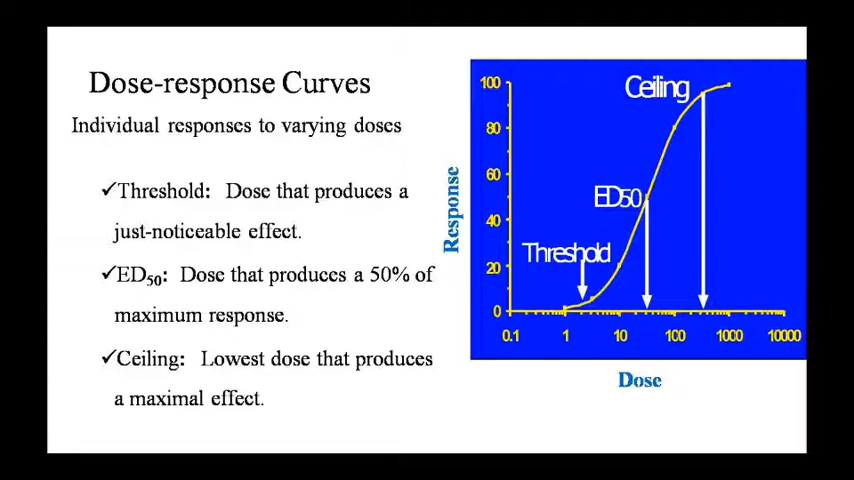 Dose-response Curves
Individual responses to varying doses
✓Threshold: Dose that produces a
just-noticeable effect.
✓ED50: Dose that produces a 50% of
maximum response.
✓Ceiling: Lowest dose that produces
a maximal effect.
Response
100
80
60
40
20
0
Ceiling
ED50
Threshold
0.1 1 10 100 1000 10000
Dose